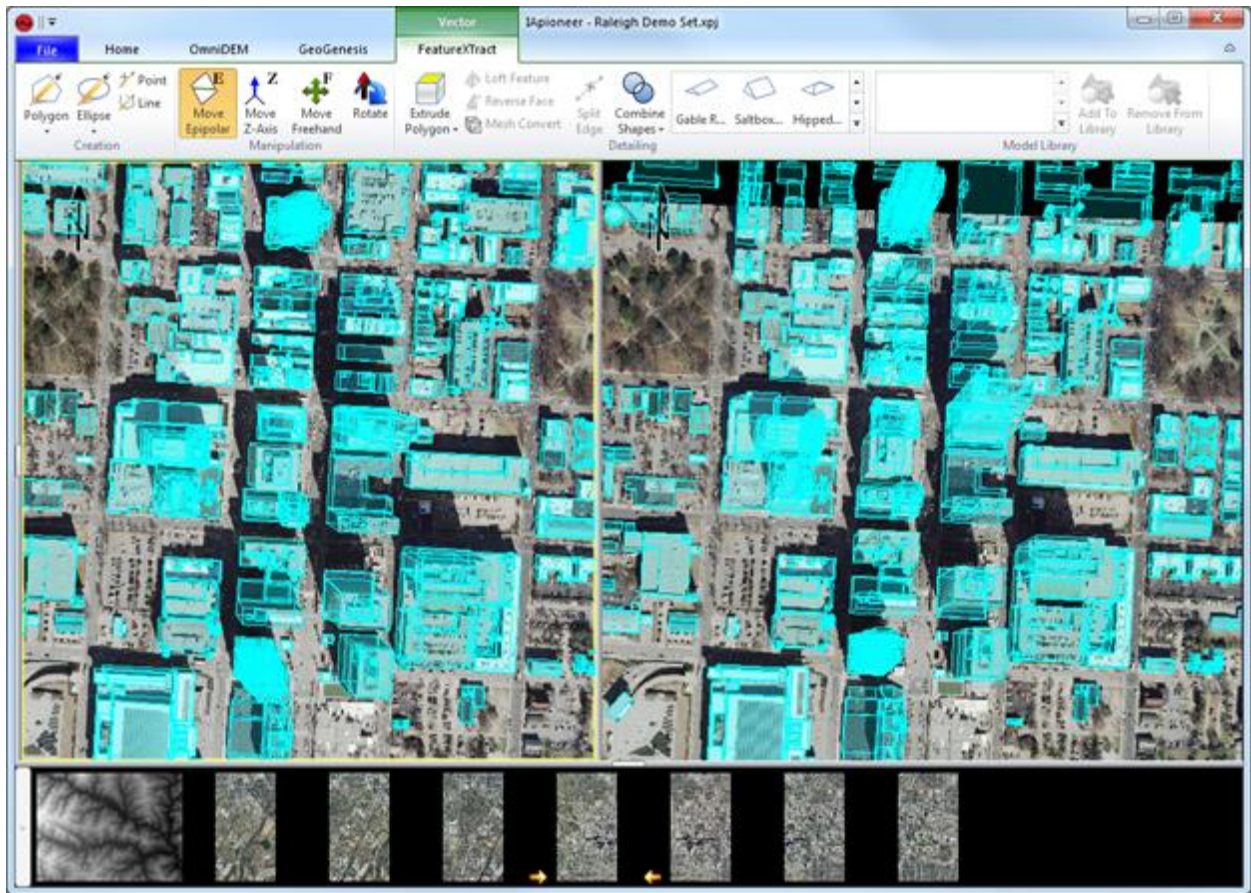 Vector
IApioneer - Raleigh Demo Set.xpj
File Home OmniDEM GeoGenesis FeatureXTract
Polygon Ellipse Point Line
E Move Epipolar
Z Move Z-Axis
F Move Freehand
Rotate
Extrude Polygon
Loft Feature
Reverse Face
Mesh Convert
Split Edge
Combine Shapes
Gable R... Saltbox... Hipped...
Add To Library
Remove From Library
Creation Manipulation Detailing Model Library